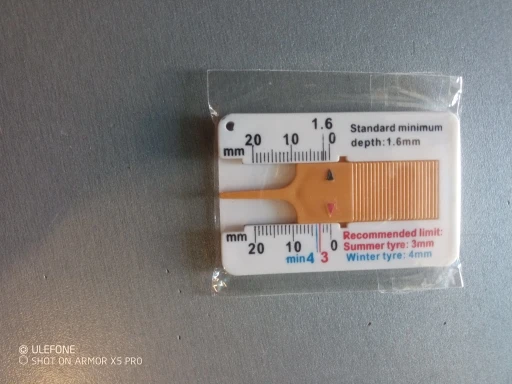 1.6
20 10 0
mm
Standard minimum
depth:1.6mm
mm
20 10 0
min4 3
Recommended limit:
Summer tyre: 3mm
Winter tyre: 4mm
ULEFONE
SHOT ON ARMOR X5 PRO